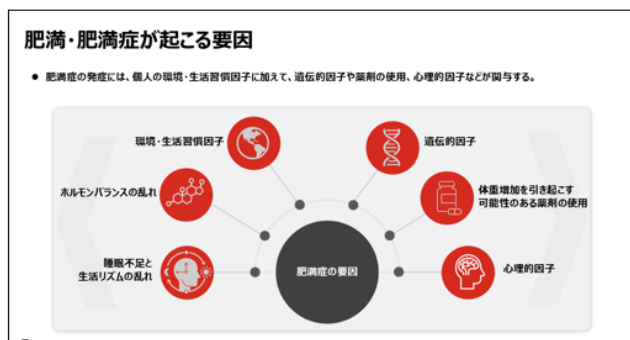 肥満・肥満症が起こる要因
● 肥満症の発症には、個人の環境・生活習慣因子に加えて、遺伝的因子や薬剤の使用、心理的因子などが関与する。
環境・生活習慣因子
遺伝的因子
ホルモンバランスの乱れ
体重増加を引き起こす
可能性のある薬剤の使用
睡眠不足と
生活リズムの乱れ
肥満症の要因
心理的因子